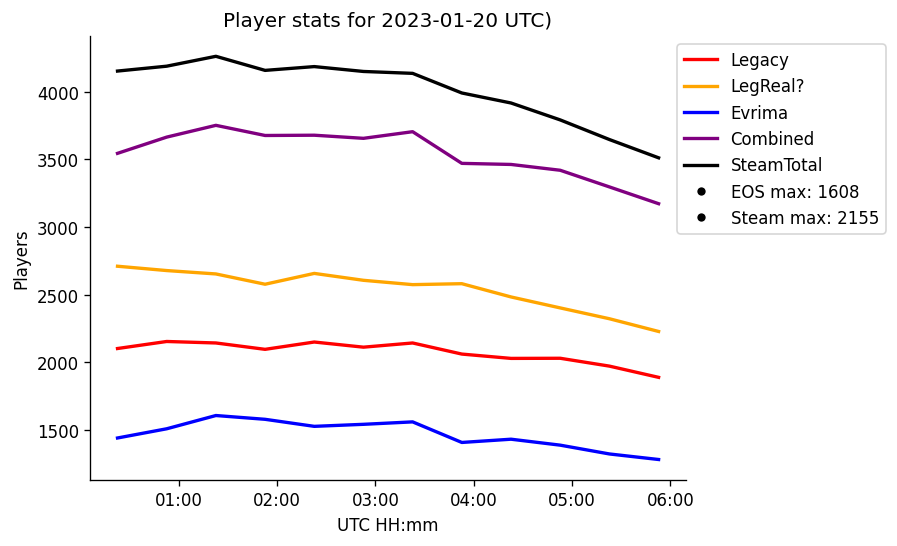 Player stats for 2023-01-20 UTC)
Legacy
LegReal?
Evrima
Combined
SteamTotal
EOS max: 1608
Steam max: 2155
Players
4000
3500
3000
2500
2000
1500
01:00
02:00
03:00
04:00
05:00
06:00
UTC HH:mm